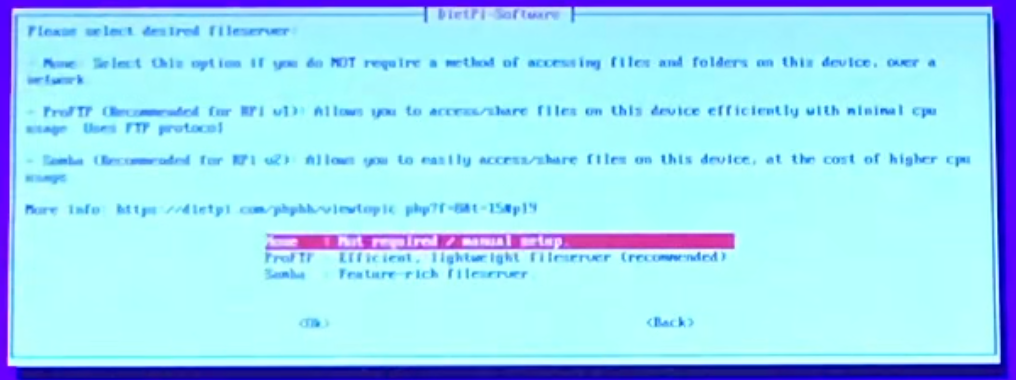 DietPi-Software
Please select desired fileserver:
- None: Select this option if you do NOT require a method of accessing files and folders on this device, over a
network.
- ProFTP (Recommended for RPi v1): Allows you to access/share files on this device efficiently with minimal cpu
usage. Uses FTP protocol
- Samba (Recommended for RPi v2): Allows you to easily access/share files on this device, at the cost of higher cpu
usage.
More info: https://dietpi.com/phpbb/viewtopic.php?
None : Not required / manual setup.
ProFTP : Efficient, lightweight fileserver (recommended)
Samba : Feature-rich fileserver
<Ok> <Back>